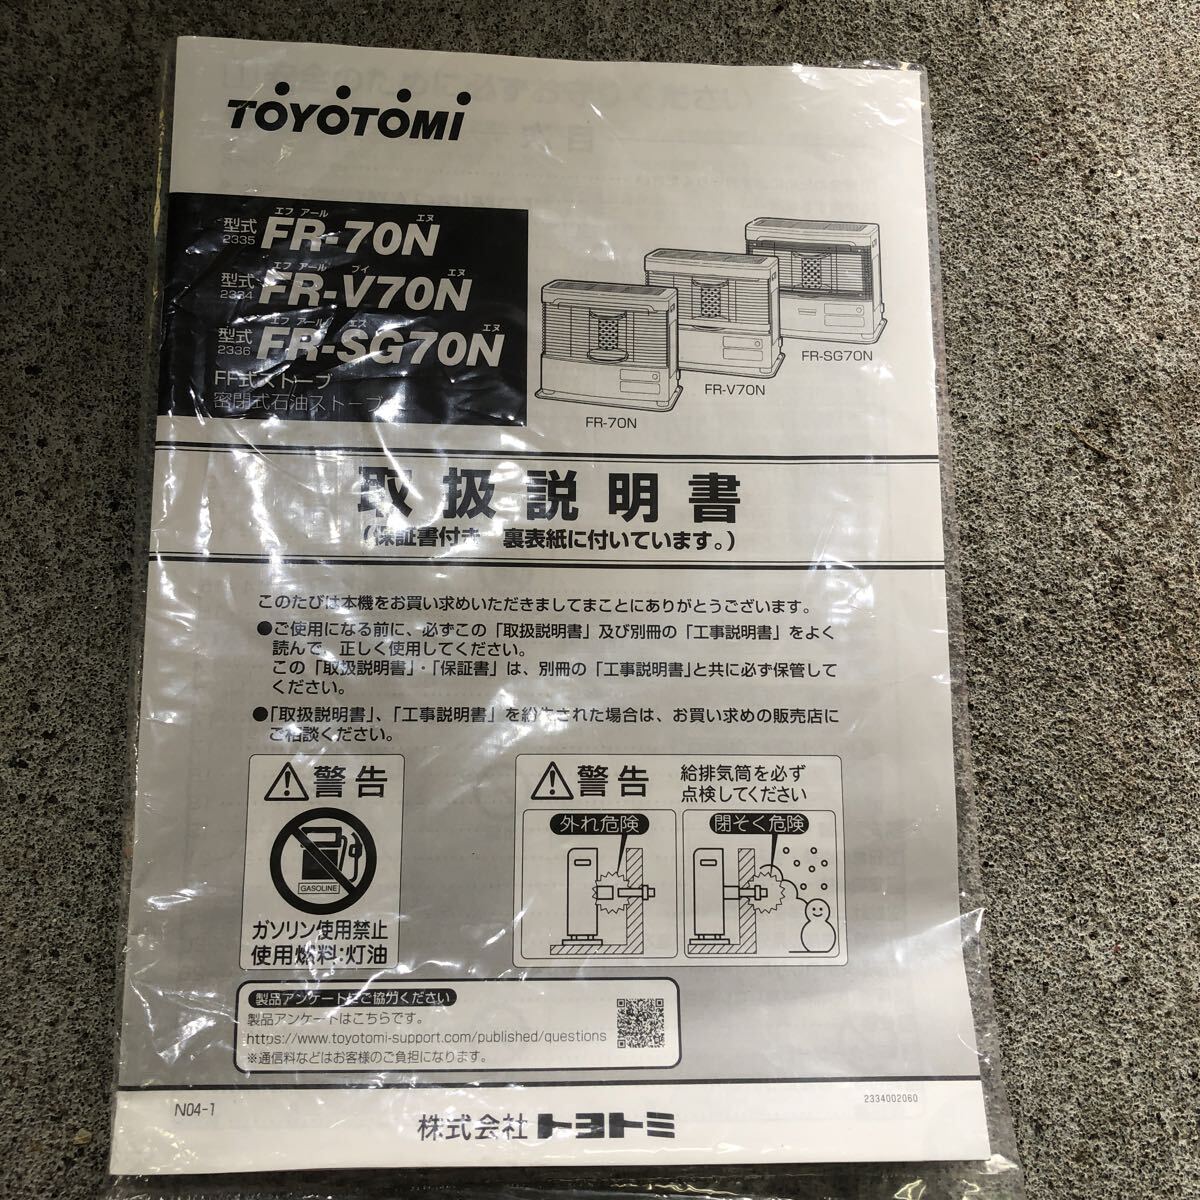 TOYOTOMI
エフ アール エヌ
型式 FR-70N
2335
エフ アール ブイ エヌ
型式 FR-V70N
2334
エフ アール エス エヌ
型式 FR-SG70N
2336
FF式ストーブ
密閉式石油ストーブ
FR-70N
FR-V70N
FR-SG70N
取扱説明書
(保証書付き 裏表紙に付いています。)
このたびは本機をお買い求めいただきましてまことにありがとうございます。
●ご使用になる前に、必ずこの「取扱説明書」及び別冊の「工事説明書」をよく
読んで、正しく使用してください。
この「取扱説明書」・「保証書」は、別冊の「工事説明書」と共に必ず保管して
ください。
●「取扱説明書」、「工事説明書」を紛失された場合は、お買い求めの販売店に
ご相談ください。
警告
GASOLINE
ガソリン使用禁止
使用燃料:灯油
警告
給排気筒を必ず
点検してください
外れ危険
閉そく危険
製品アンケートにご協力ください
製品アンケートはこちらです。
https://www.toyotomi-support.com/published/questions
※通信料などはお客様のご負担になります。
N04-1
2334002060
株式会社トヨトミ